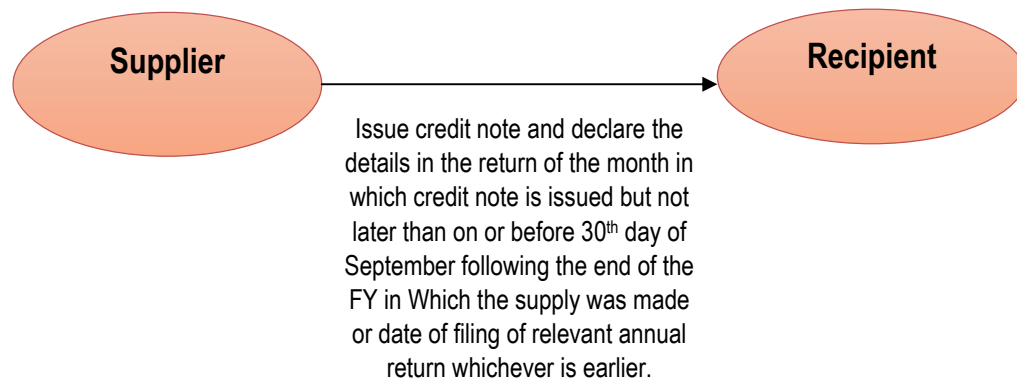 Supplier
Recipient
Issue credit note and declare the
details in the return of the month in
which credit note is issued but not
later than on or before 30th day of
September following the end of the
FY in Which the supply was made
or date of filing of relevant annual
return whichever is earlier.